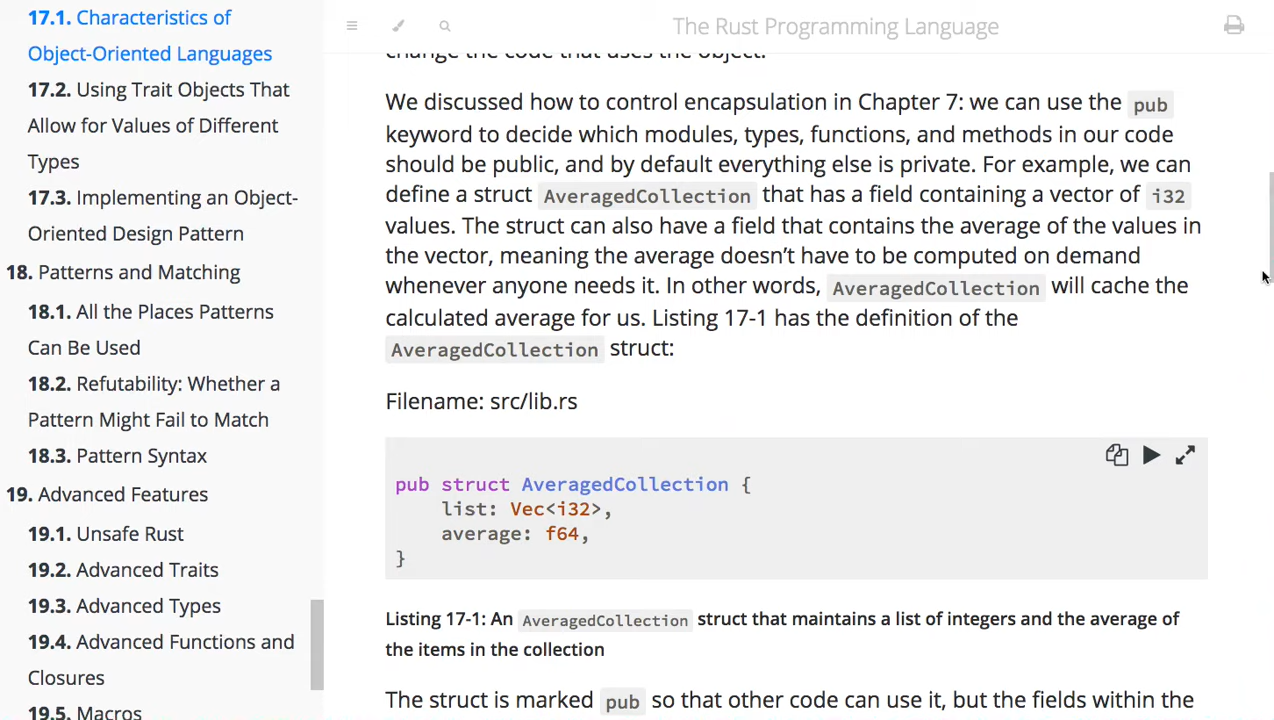 17.1. Characteristics of
Object-Oriented Languages
17.2. Using Trait Objects That
Allow for Values of Different
Types
17.3. Implementing an Object-
Oriented Design Pattern
18. Patterns and Matching
18.1. All the Places Patterns
Can Be Used
18.2. Refutability: Whether a
Pattern Might Fail to Match
18.3. Pattern Syntax
19. Advanced Features
19.1. Unsafe Rust
19.2. Advanced Traits
19.3. Advanced Types
19.4. Advanced Functions and
Closures
19.5. Macros
The Rust Programming Language
change the code that uses the object.
We discussed how to control encapsulation in Chapter 7: we can use the pub
keyword to decide which modules, types, functions, and methods in our code
should be public, and by default everything else is private. For example, we can
define a struct AveragedCollection that has a field containing a vector of i32
values. The struct can also have a field that contains the average of the values in
the vector, meaning the average doesn’t have to be computed on demand
whenever anyone needs it. In other words, AveragedCollection will cache the
calculated average for us. Listing 17-1 has the definition of the
AveragedCollection struct:
Filename: src/lib.rs
pub struct AveragedCollection {
    list: Vec<i32>,
    average: f64,
}
Listing 17-1: An AveragedCollection struct that maintains a list of integers and the average of
the items in the collection
The struct is marked pub so that other code can use it, but the fields within the